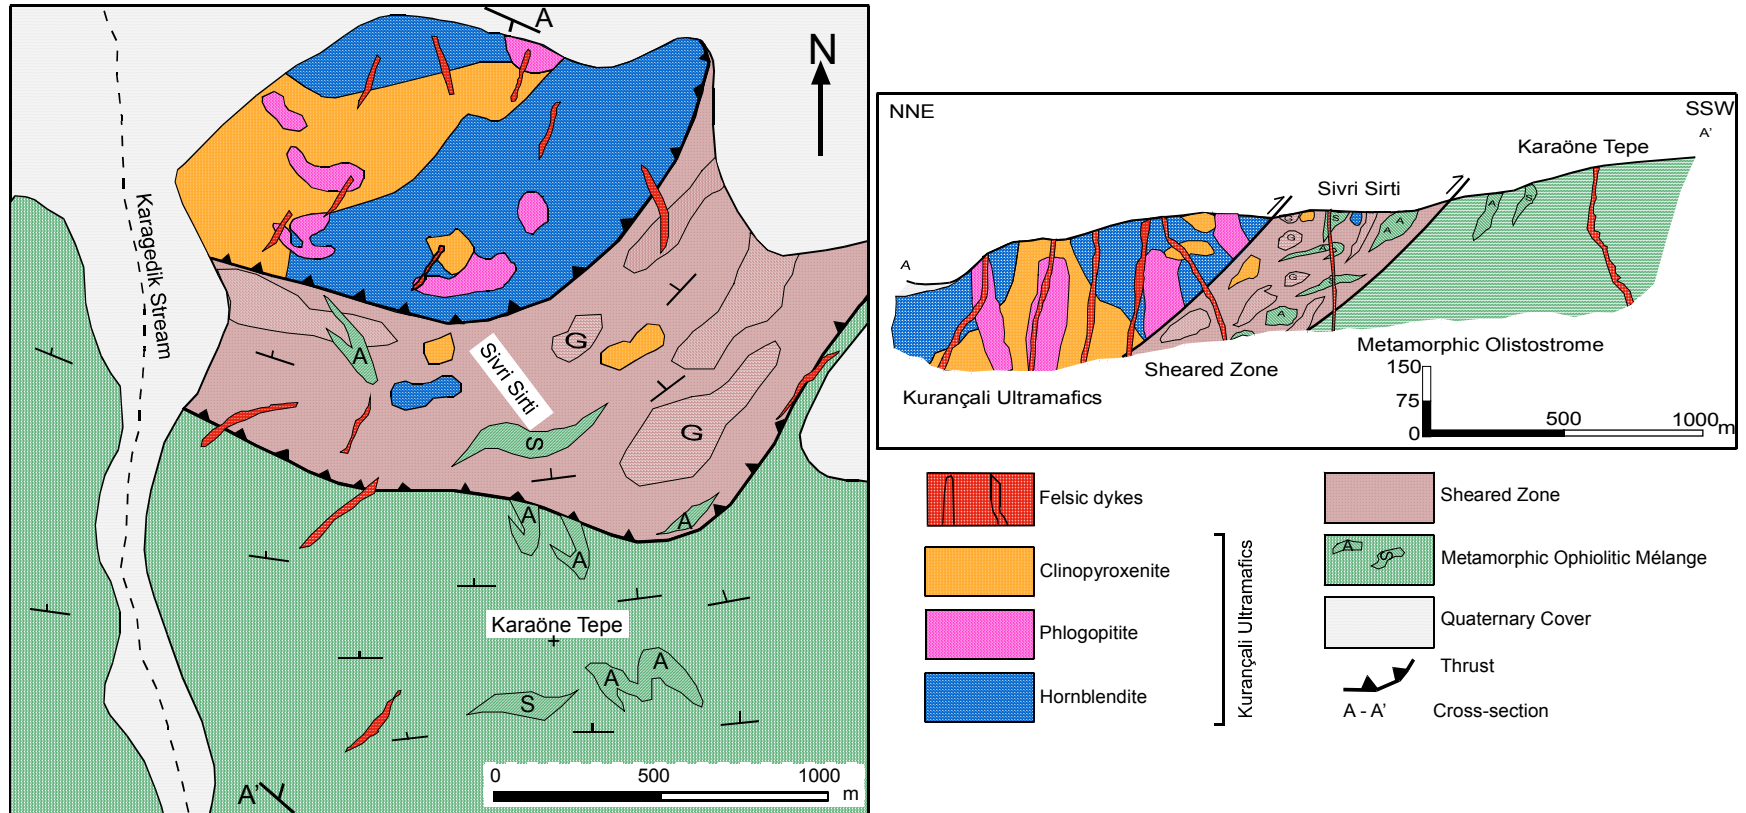 A
N
Karagedik Stream
A
G
Sivri Sirti
G
S
A
A
A
Karaöne Tepe
A
A
S
A'
0 500 1000
m
NNE
SSW
A'
Karaöne Tepe
Sivri Sirti
A
G
S
A
A
G
A
S
G
S
A
Metamorphic Olistostrome
Sheared Zone
Kurançali Ultramafics
150
75
0
500
1000 m
Felsic dykes
Clinopyroxenite
Phlogopitite
Hornblendite
Kurançali Ultramafics
Sheared Zone
A S
Metamorphic Ophiolitic Mélange
Quaternary Cover
Thrust
A - A' Cross-section